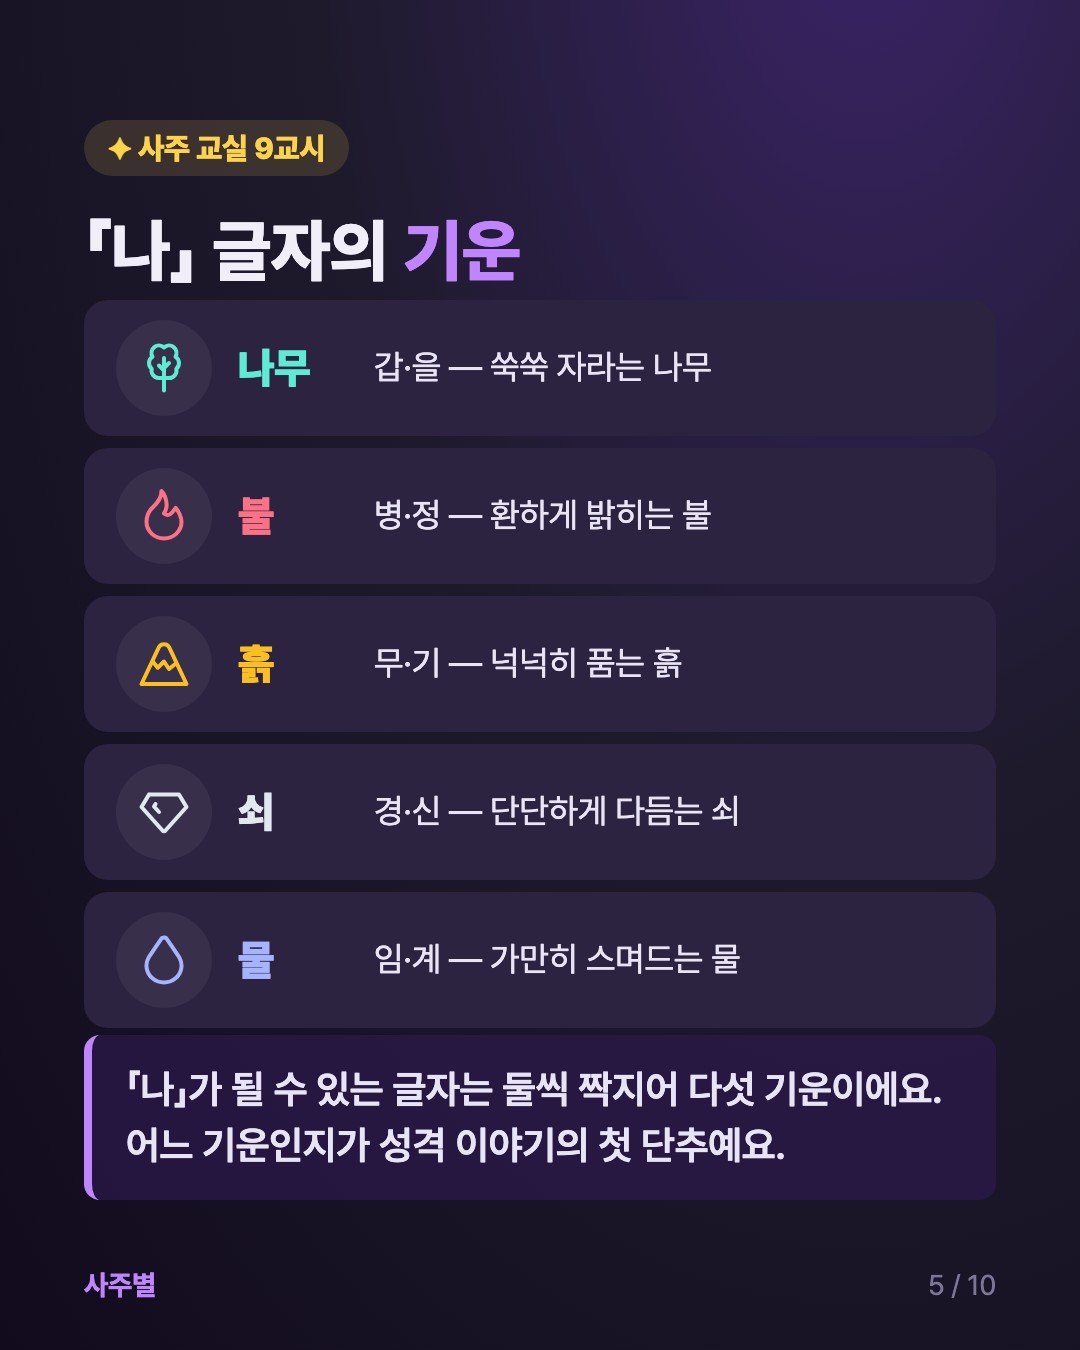 ✦ 사주 교실 9교시
「나」 글자의 기운
나무 갑·을 — 쑥쑥 자라는 나무
불 병·정 — 환하게 밝히는 불
흙 무·기 — 넉넉히 품는 흙
쇠 경·신 — 단단하게 다듬는 쇠
물 임·계 — 가만히 스며드는 물
「나」가 될 수 있는 글자는 둘씩 짝지어 다섯 기운이에요.
어느 기운인지가 성격 이야기의 첫 단추예요.
사주별 5 / 10